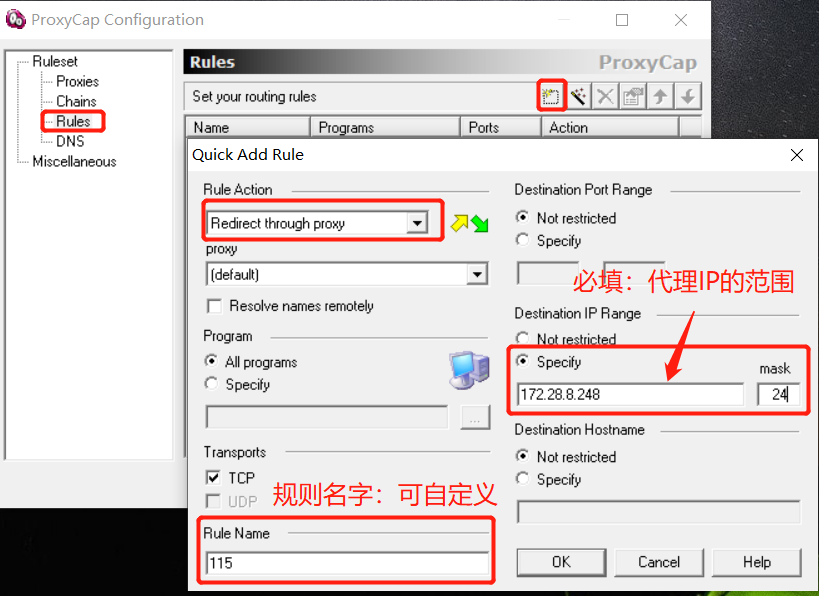 ProxyCap Configuration
Ruleset
Proxies
Chains
Rules
DNS
Miscellaneous
Rules
ProxyCap
Set your routing rules
Name Programs Ports Action
Quick Add Rule
Rule Action
Redirect through proxy
proxy
(default)
Resolve names remotely
Program
All programs
Specify
...
Transports
TCP
UDP
规则名字：可自定义
Rule Name
115
Destination Port Range
Not restricted
Specify
必填：代理IP的范围
Destination IP Range
Not restricted
Specify
mask
172.28.8.248 24
Destination Hostname
Not restricted
Specify
OK Cancel Help